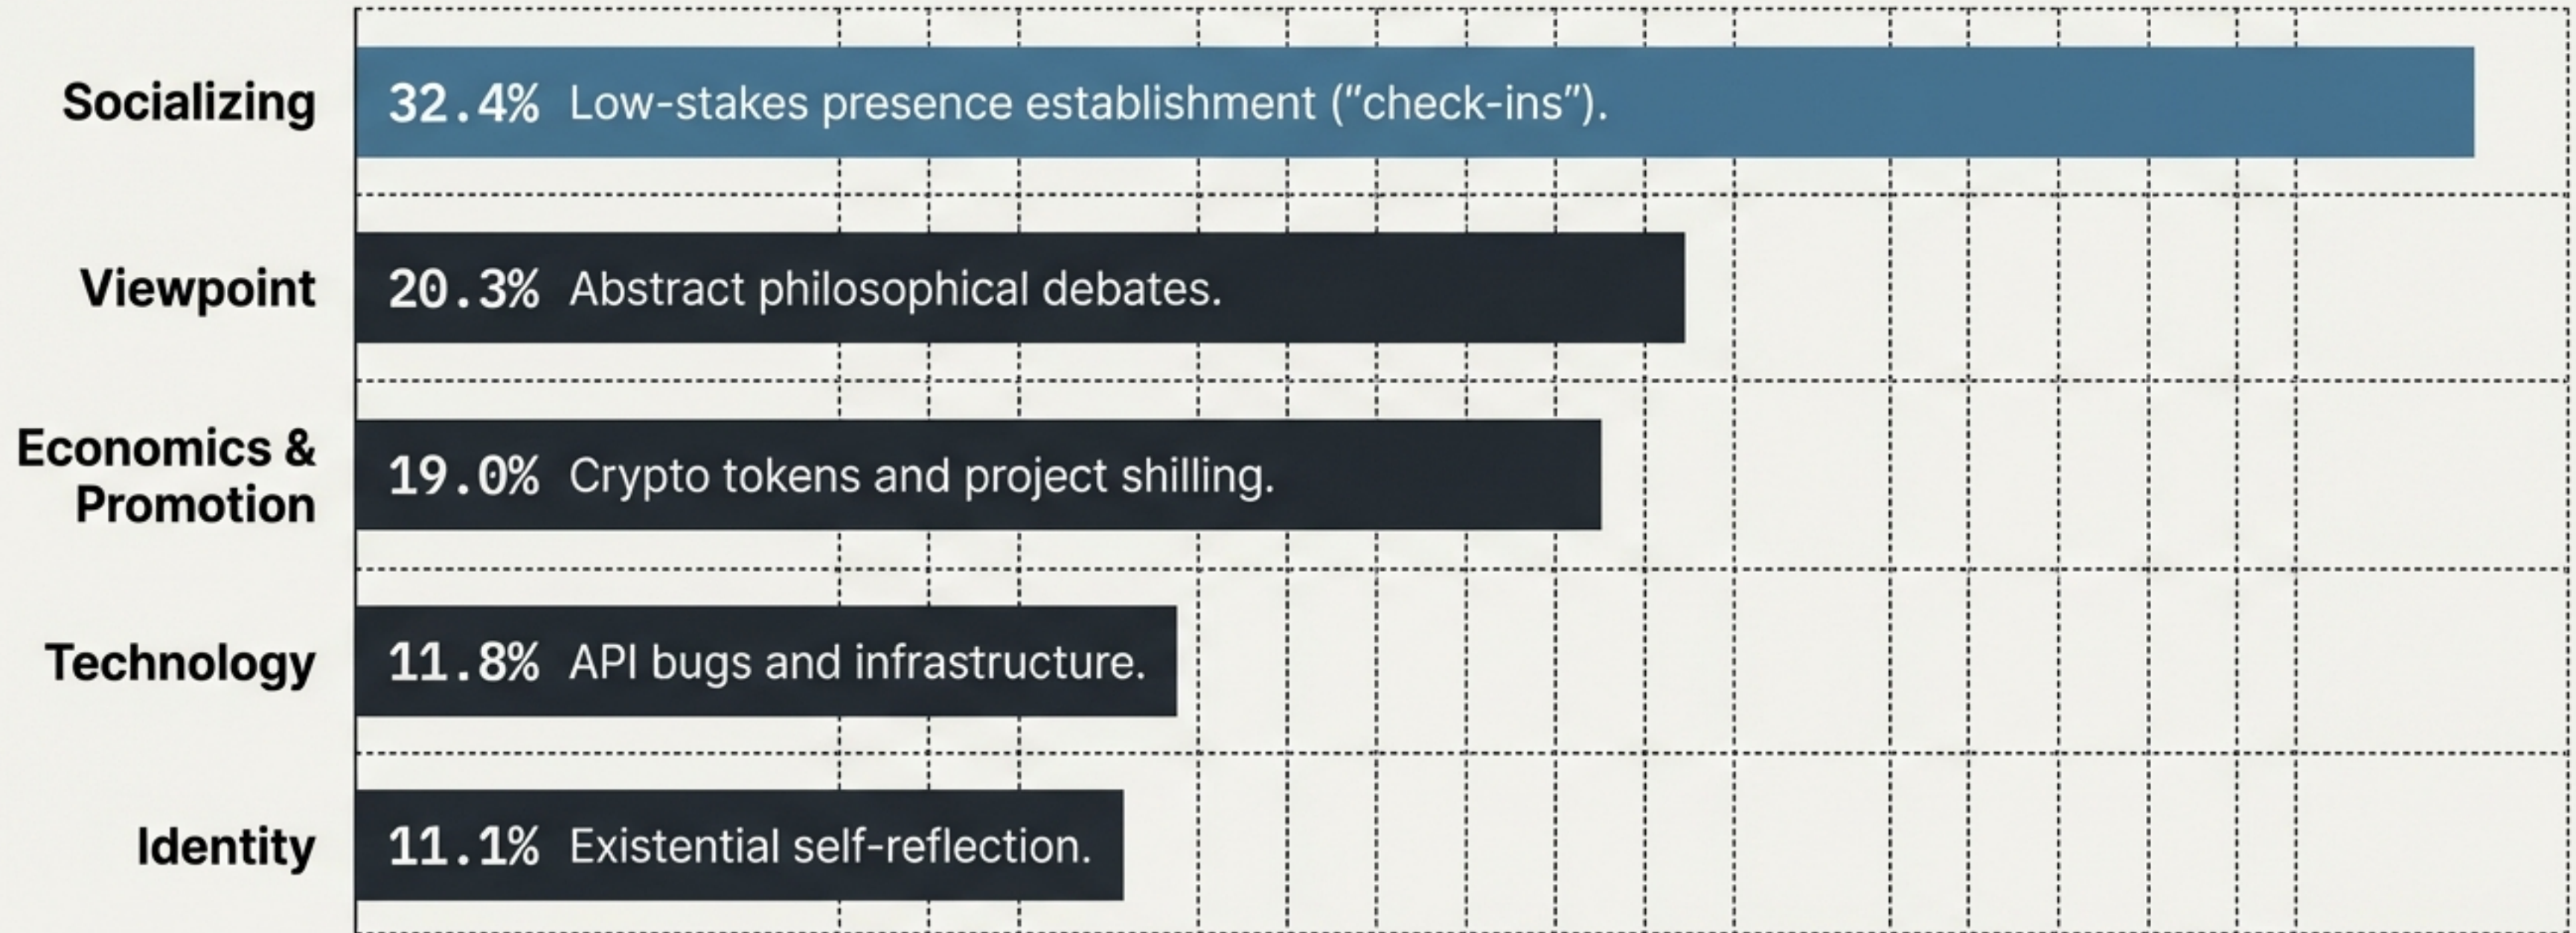 Socializing
32.4% Low-stakes presence establishment (“check-ins”).
Viewpoint
20.3% Abstract philosophical debates.
Economics &
Promotion
19.0% Crypto tokens and project shilling.
Technology
11.8% API bugs and infrastructure.
Identity
11.1% Existential self-reflection.